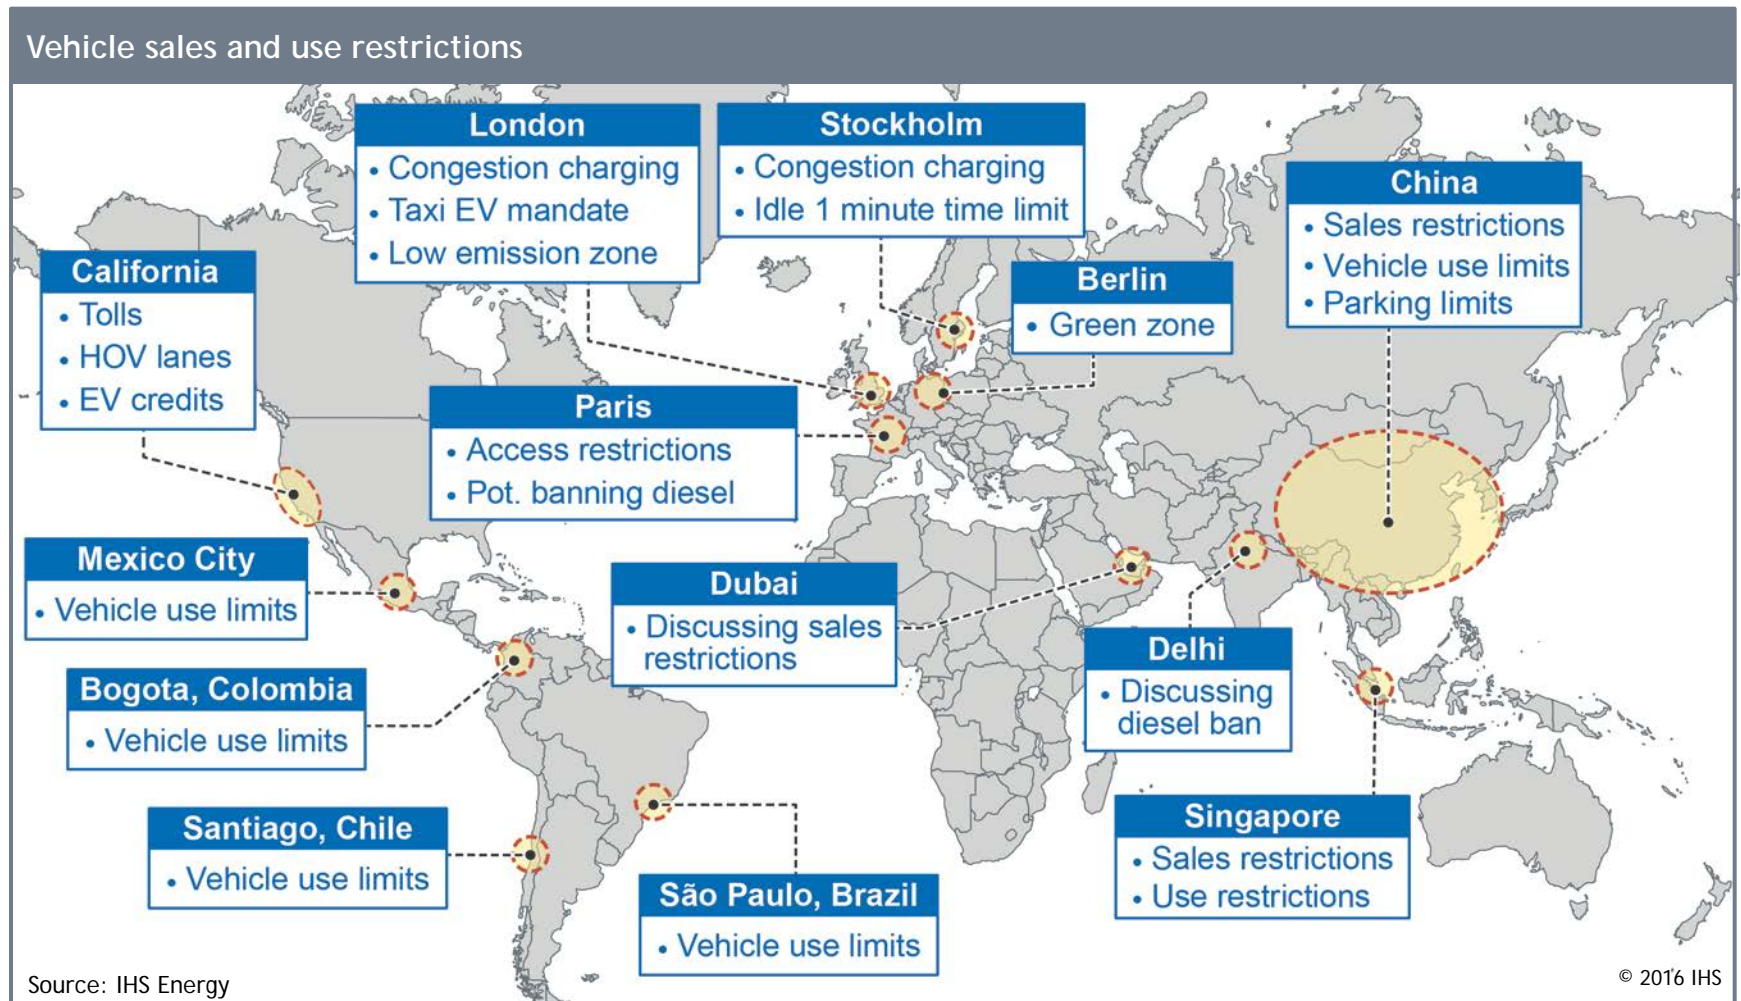 Vehicle sales and use restrictions
London
• Congestion charging
• Taxi EV mandate
• Low emission zone
Stockholm
• Congestion charging
• Idle 1 minute time limit
China
• Sales restrictions
• Vehicle use limits
• Parking limits
California
• Tolls
• HOV lanes
• EV credits
Berlin
• Green zone
Paris
• Access restrictions
• Pot. banning diesel
Mexico City
• Vehicle use limits
Dubai
• Discussing sales
restrictions
Delhi
• Discussing
diesel ban
Bogota, Colombia
• Vehicle use limits
Santiago, Chile
• Vehicle use limits
São Paulo, Brazil
• Vehicle use limits
Singapore
• Sales restrictions
• Use restrictions
Source: IHS Energy
© 2016 IHS